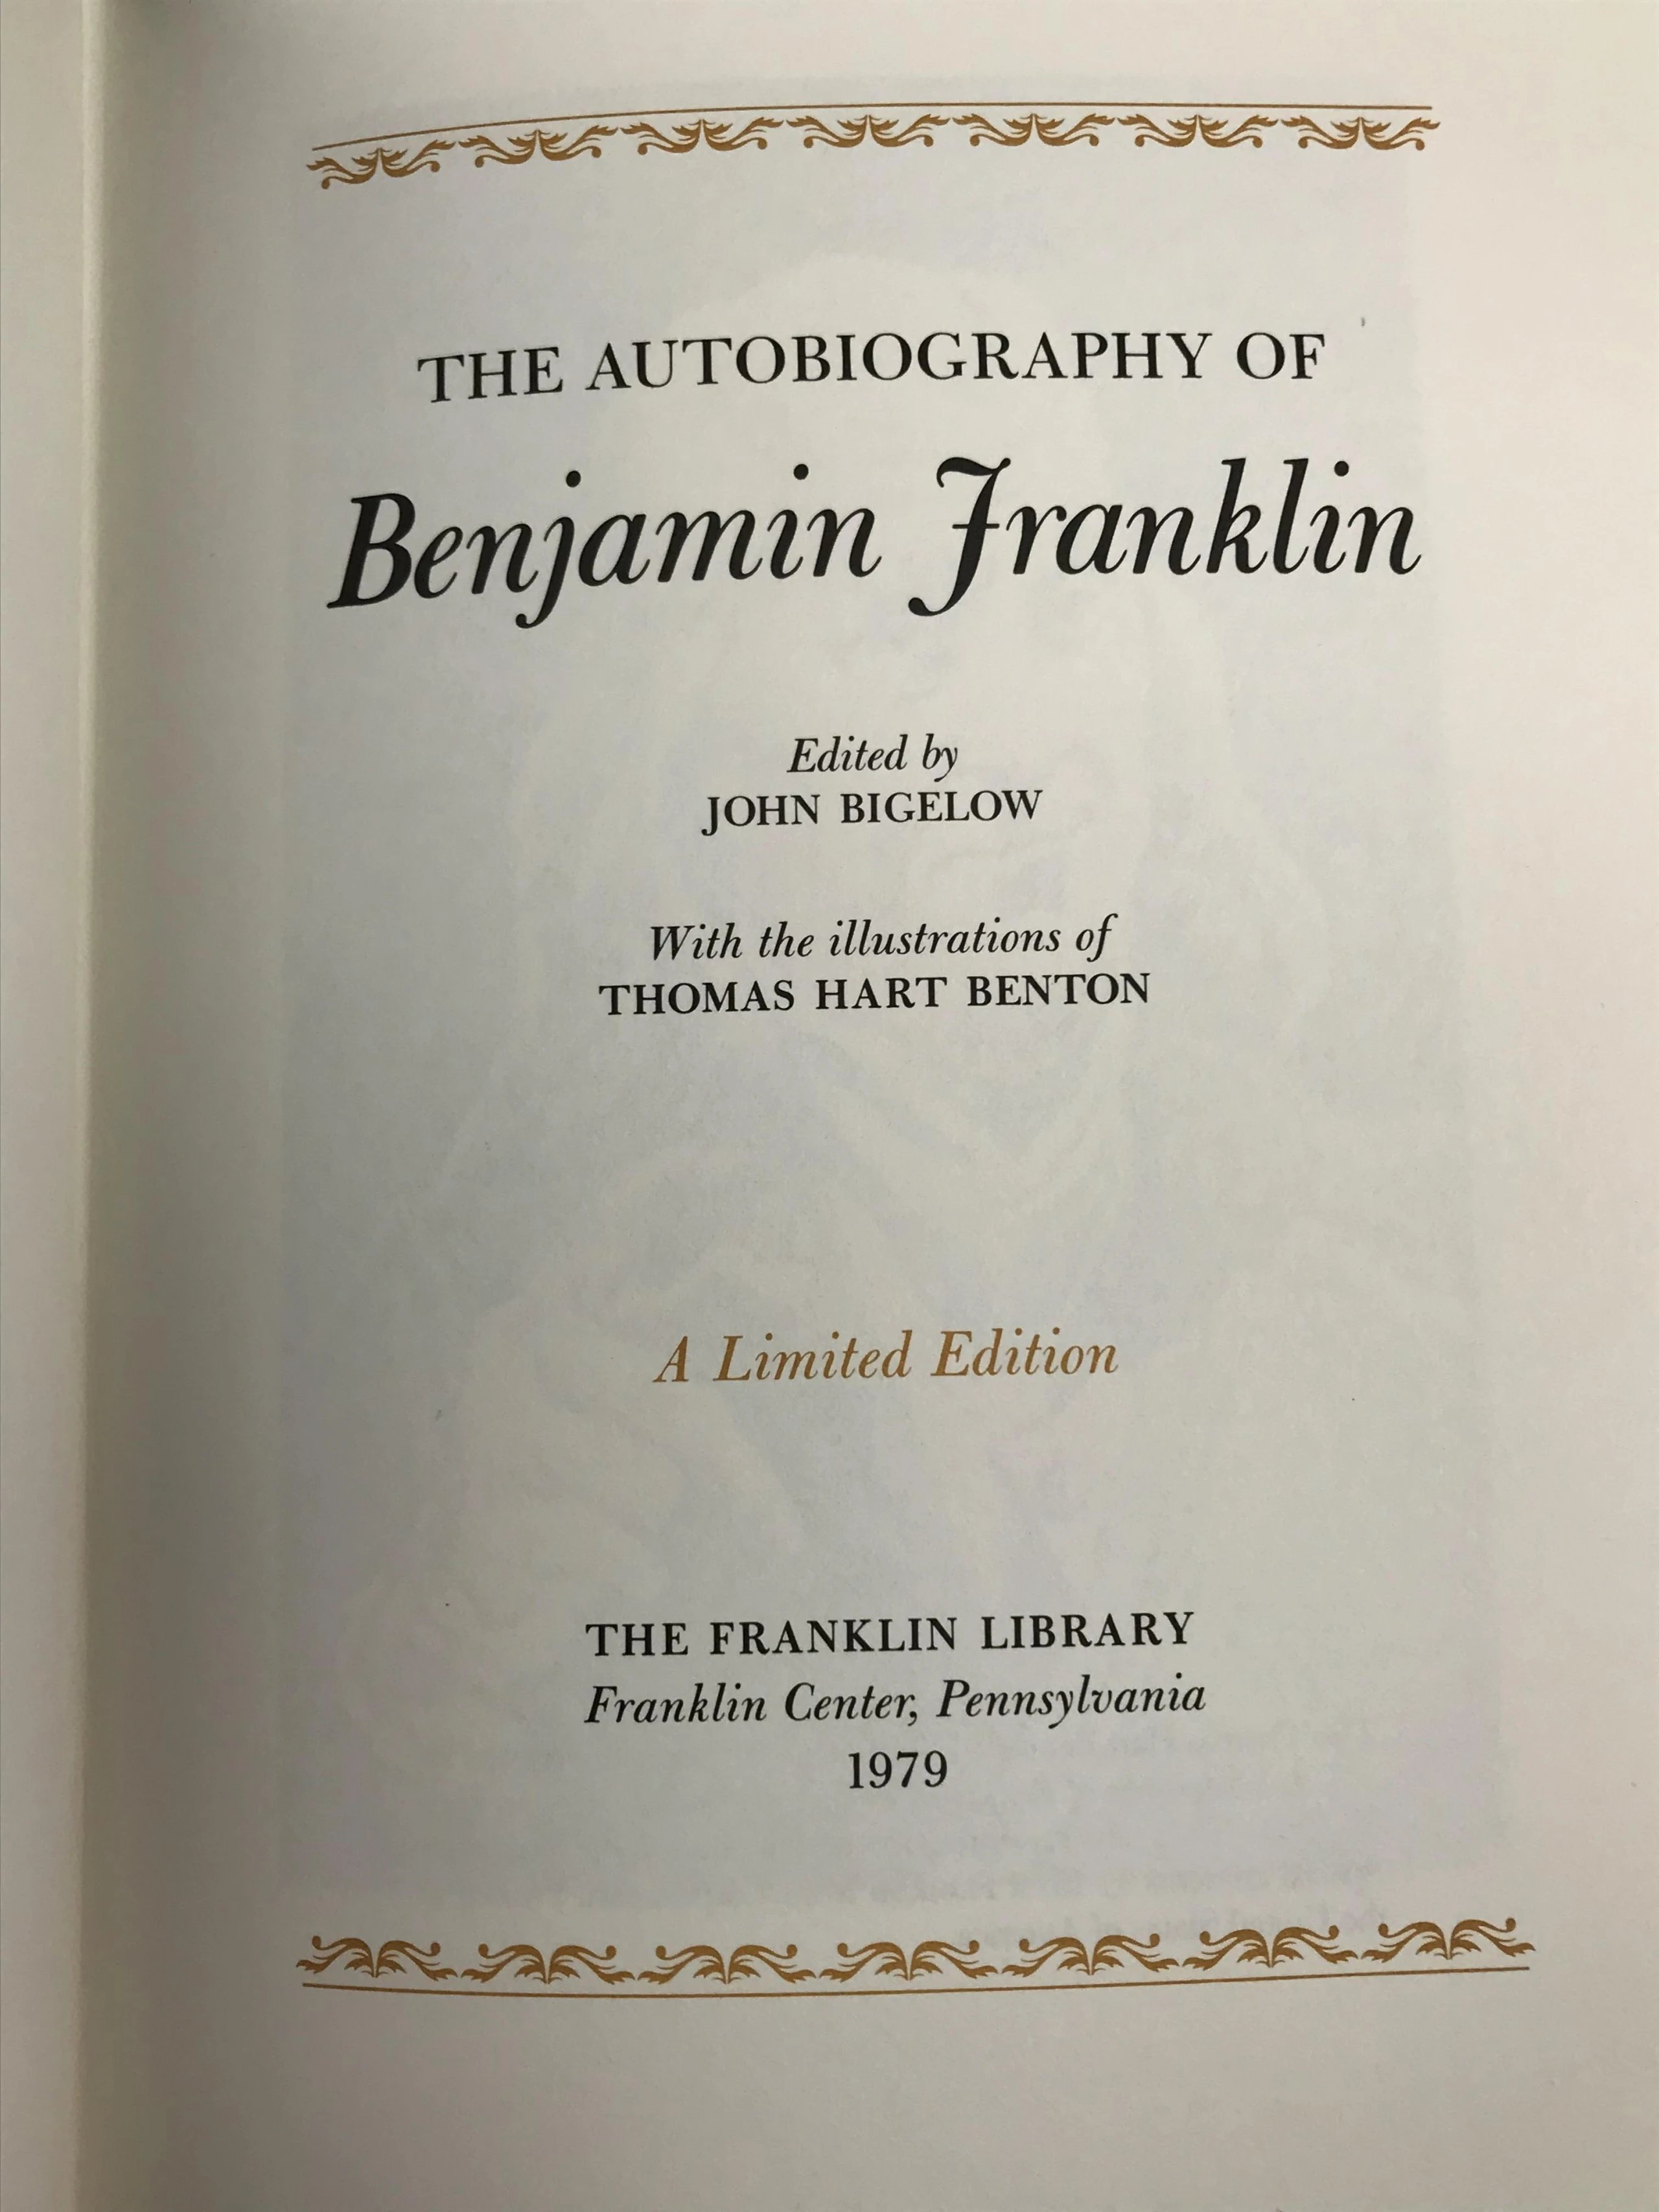 THE AUTOBIOGRAPHY OF
Benjamin Franklin
Edited by
JOHN BIGELOW
With the illustrations of
THOMAS HART BENTON
A Limited Edition
THE FRANKLIN LIBRARY
Franklin Center, Pennsylvania
1979